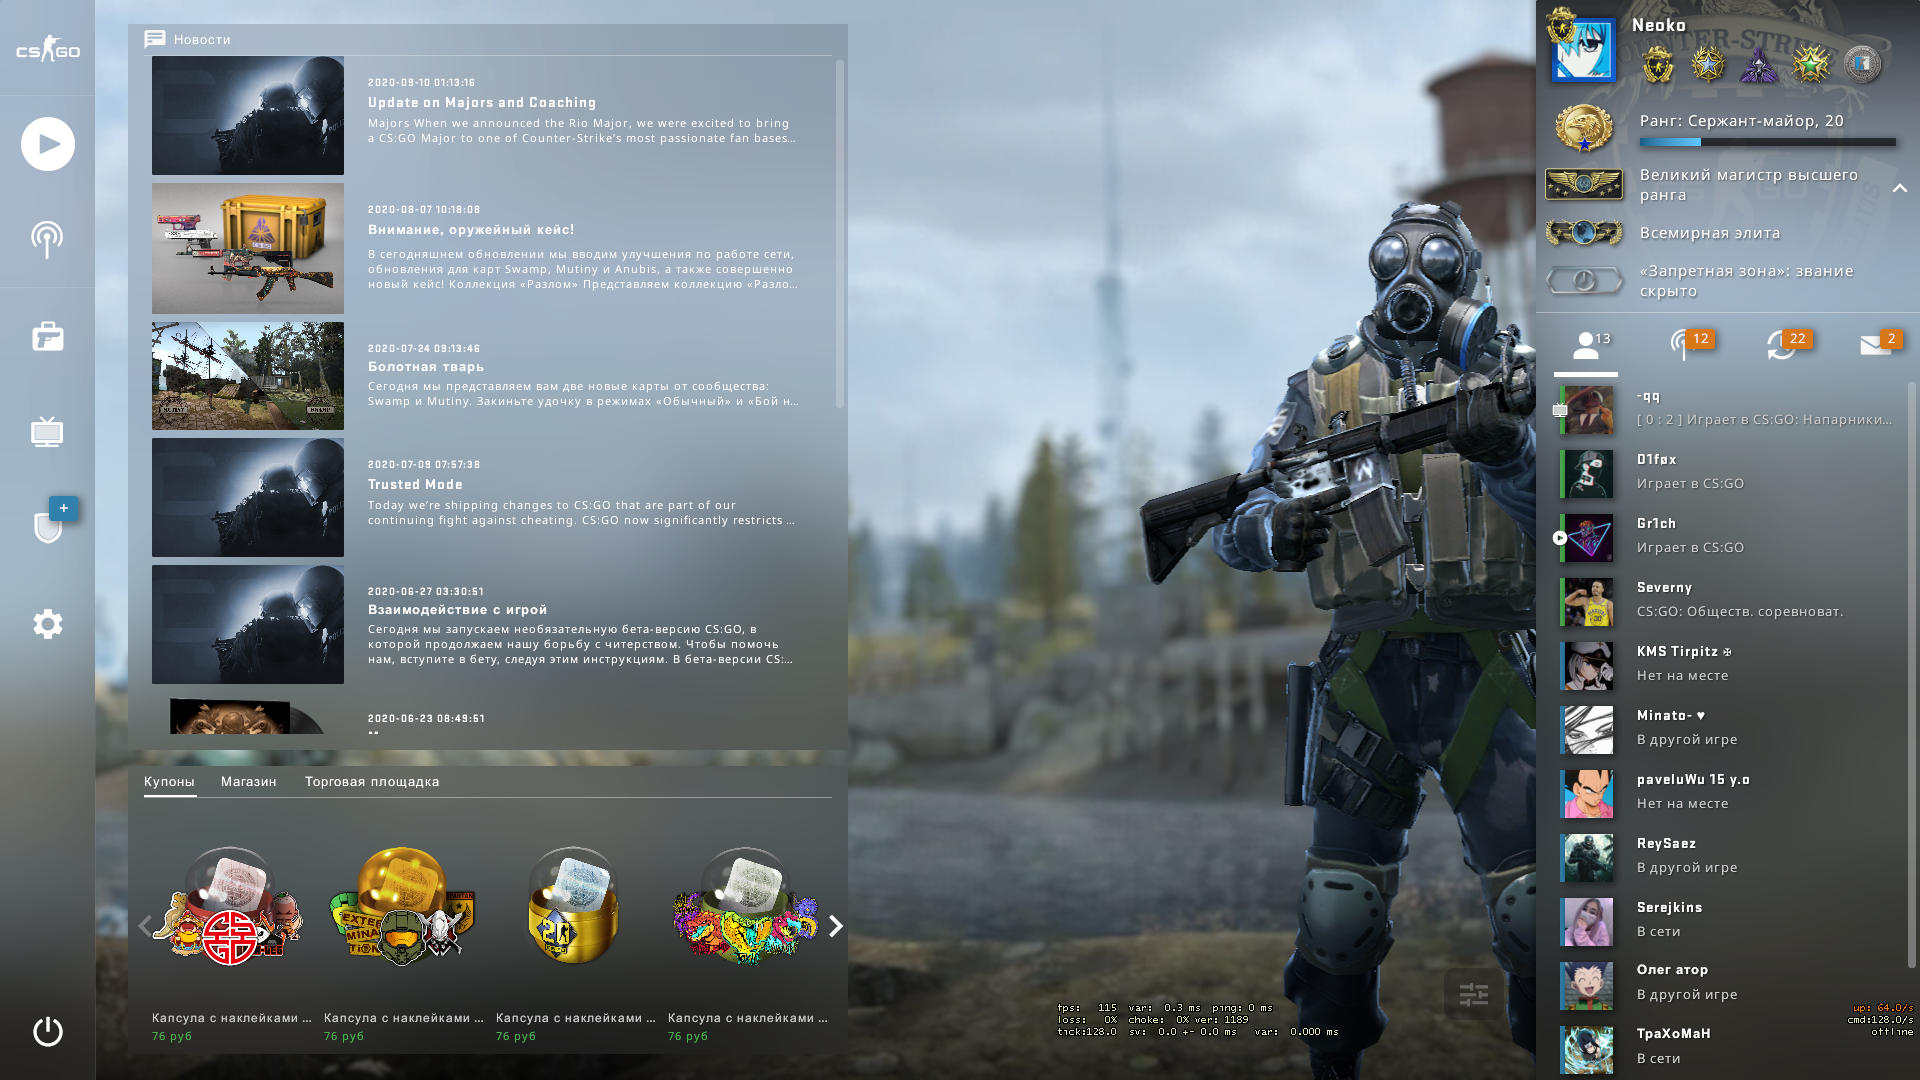 CS GO
Новости
2020-09-10 01:13:16
Update on Majors and Coaching
Majors When we announced the Rio Major, we were excited to bring
a CS:GO Major to one of Counter-Strike's most passionate fan bases…
2020-08-07 10:18:08
Внимание, оружейный кейс!
В сегодняшнем обновлении мы вводим улучшения по работе сети,
обновления для карт Swamp, Mutiny и Anubis, а также совершенно
новый кейс! Коллекция «Разлом» Представляем коллекцию «Разло…
2020-07-24 09:13:46
Болотная тварь
Сегодня мы представляем вам две новые карты от сообщества:
Swamp и Mutiny. Закиньте удочку в режимах «Обычный» и «Бой н…
2020-07-09 07:57:38
Trusted Mode
Today we're shipping changes to CS:GO that are part of our
continuing fight against cheating. CS:GO now significantly restricts …
2020-06-27 03:30:51
Взаимодействие с игрой
Сегодня мы запускаем необязательную бета-версию CS:GO, в
которой продолжаем нашу борьбу с читерством. Чтобы помочь
нам, вступите в бету, следуя этим инструкциям. В бета-версии CS:…
2020-06-23 08:49:51
+
Купоны
Магазин
Торговая площадка
Капсула с наклейками …
76 руб
Капсула с наклейками …
76 руб
Капсула с наклейками …
76 руб
Капсула с наклейками …
76 руб
fps: 115 var: 0.3 ms ping: 0 ms
loss: 0% choke: 0% ver: 1189
tick:128.0 sv: 0.0 +- 0.0 ms var: 0.000 ms
Neoko
Ранг: Сержант-майор, 20
Великий магистр высшего
ранга
Всемирная элита
«Запретная зона»: звание
скрыто
13
12
22
2
-qq
[ 0 : 2 ] Играет в CS:GO: Напарники…
D1føx
Играет в CS:GO
Gr1ch
Играет в CS:GO
Severny
CS:GO: Обществ. соревноват.
KMS Tirpitz ✠
Нет на месте
Minato- ♥
В другой игре
paveluWu 15 y.o
Нет на месте
ReySaez
В другой игре
Serejkins
В сети
Олег атор
В другой игре
ТраХоМаН
В сети
up: 64.0/s
cmd:128.0/s
offline